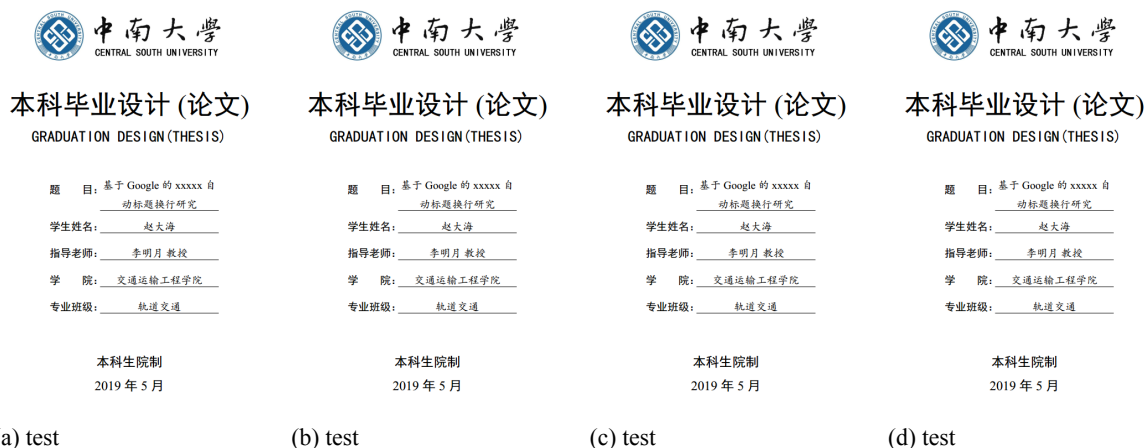 中南大學
CENTRAL SOUTH UNIVERSITY
本科毕业设计 (论文)
GRADUATION DESIGN(THESIS)
题 目: 基于 Google 的 xxxxx 自
动标题换行研究
学生姓名: 赵大海
指导老师: 李明月 教授
学 院: 交通运输工程学院
专业班级: 轨道交通
本科生院制
2019 年 5 月
a) test
中南大學
CENTRAL SOUTH UNIVERSITY
本科毕业设计 (论文)
GRADUATION DESIGN(THESIS)
题 目: 基于 Google 的 xxxxx 自
动标题换行研究
学生姓名: 赵大海
指导老师: 李明月 教授
学 院: 交通运输工程学院
专业班级: 轨道交通
本科生院制
2019 年 5 月
(b) test
中南大學
CENTRAL SOUTH UNIVERSITY
本科毕业设计 (论文)
GRADUATION DESIGN(THESIS)
题 目: 基于 Google 的 xxxxx 自
动标题换行研究
学生姓名: 赵大海
指导老师: 李明月 教授
学 院: 交通运输工程学院
专业班级: 轨道交通
本科生院制
2019 年 5 月
(c) test
中南大學
CENTRAL SOUTH UNIVERSITY
本科毕业设计 (论文)
GRADUATION DESIGN(THESIS)
题 目: 基于 Google 的 xxxxx 自
动标题换行研究
学生姓名: 赵大海
指导老师: 李明月 教授
学 院: 交通运输工程学院
专业班级: 轨道交通
本科生院制
2019 年 5 月
(d) test